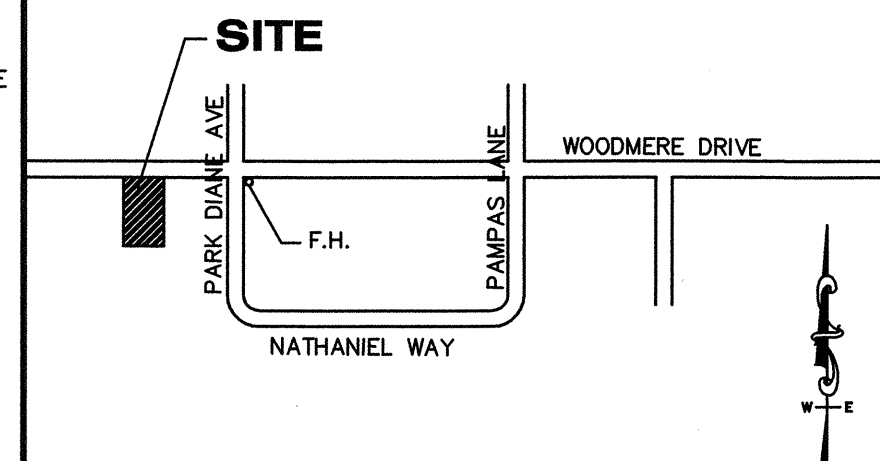 SITE
E
PARK DIANE AVE
PAMPAS LANE
WOODMERE DRIVE
F.H.
NATHANIEL WAY
W E